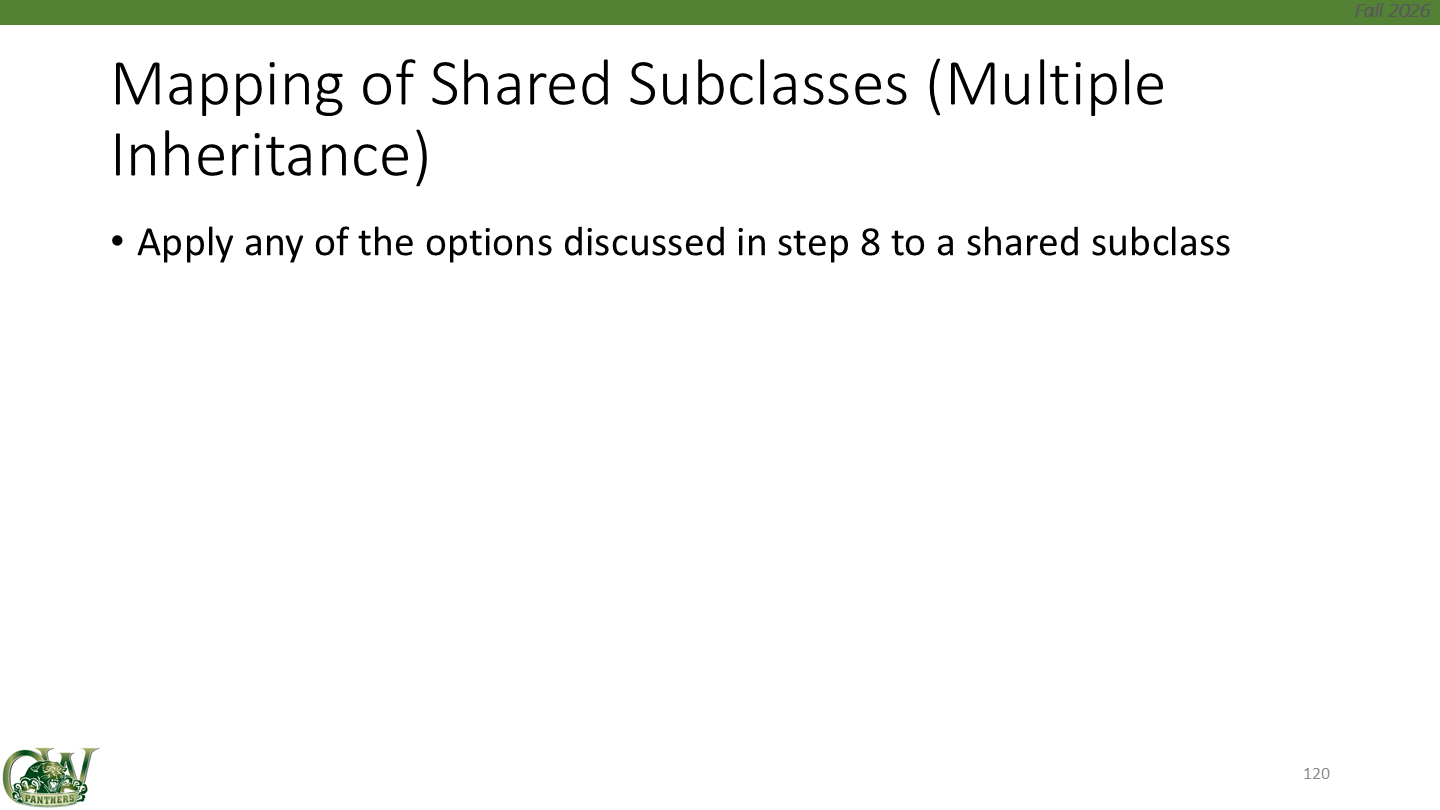 Fall 2026
Mapping of Shared Subclasses (Multiple
Inheritance)
• Apply any of the options discussed in step 8 to a shared subclass
OW
PANTHERS
120